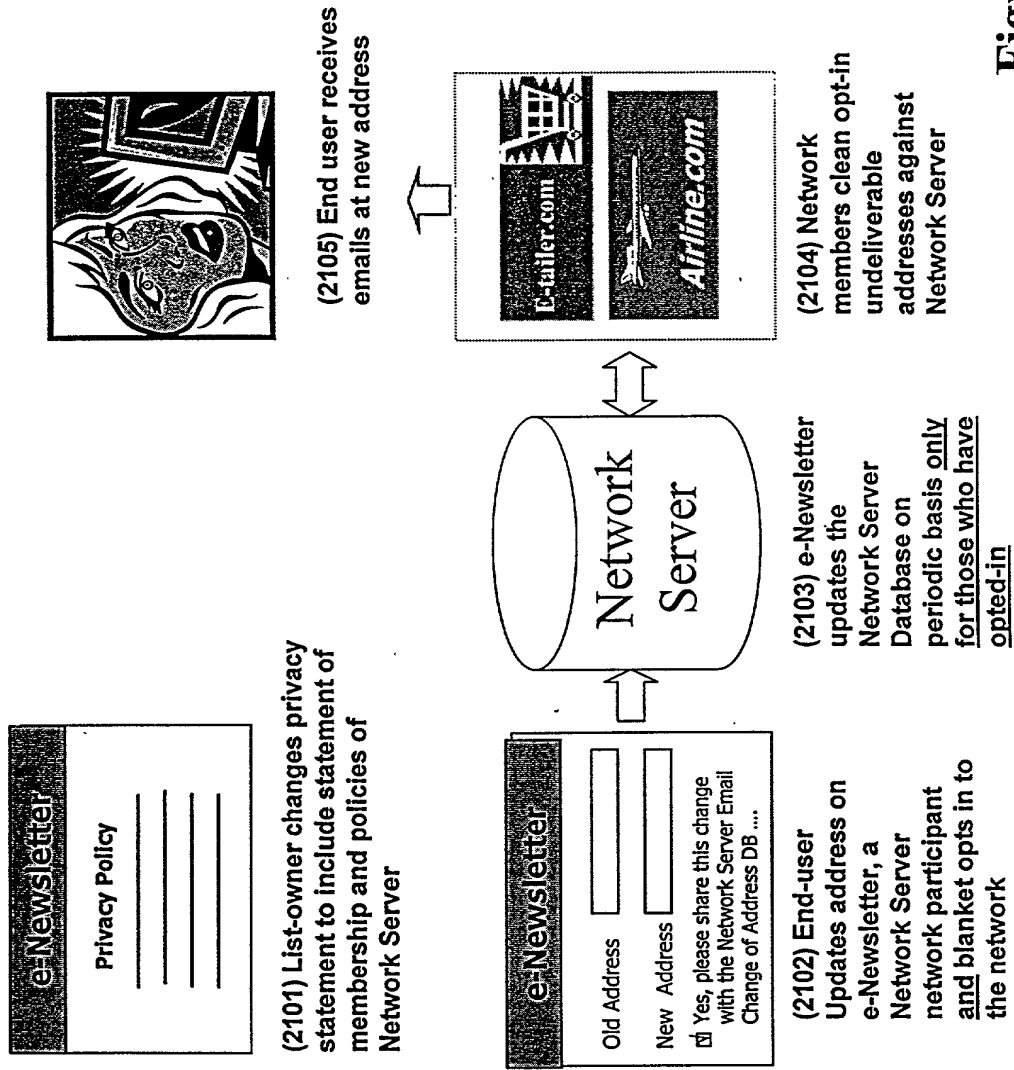 e-Newsletter
Privacy Policy
(2101) List-owner changes privacy
statement to include statement of
membership and policies of
Network Server
(2105) End user receives
emails at new address
e-Newsletter
Old Address
New Address
☑ Yes, please share this change
with the Network Server Email
Change of Address DB ....
(2102) End-user
Updates address on
e-Newsletter, a
Network Server
network participant
and blanket opts in to
the network
Network
Server
(2103) e-Newsletter
updates the
Network Server
Database on
periodic basis only
for those who have
opted-in
E-tailer.com
Airline.com
(2104) Network
members clean opt-in
undeliverable
addresses against
Network Server